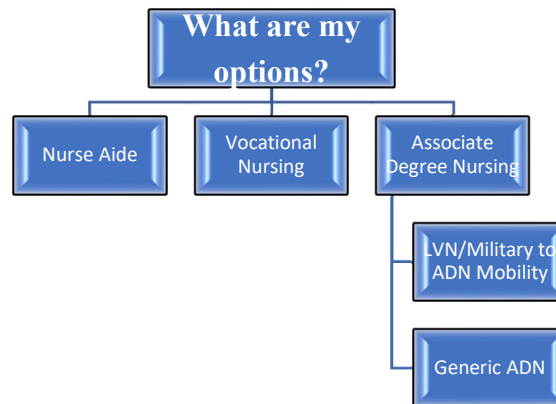 What are my
options?
Nurse Aide
Vocational
Nursing
Associate
Degree Nursing
LVN/Military to
ADN Mobility
Generic ADN